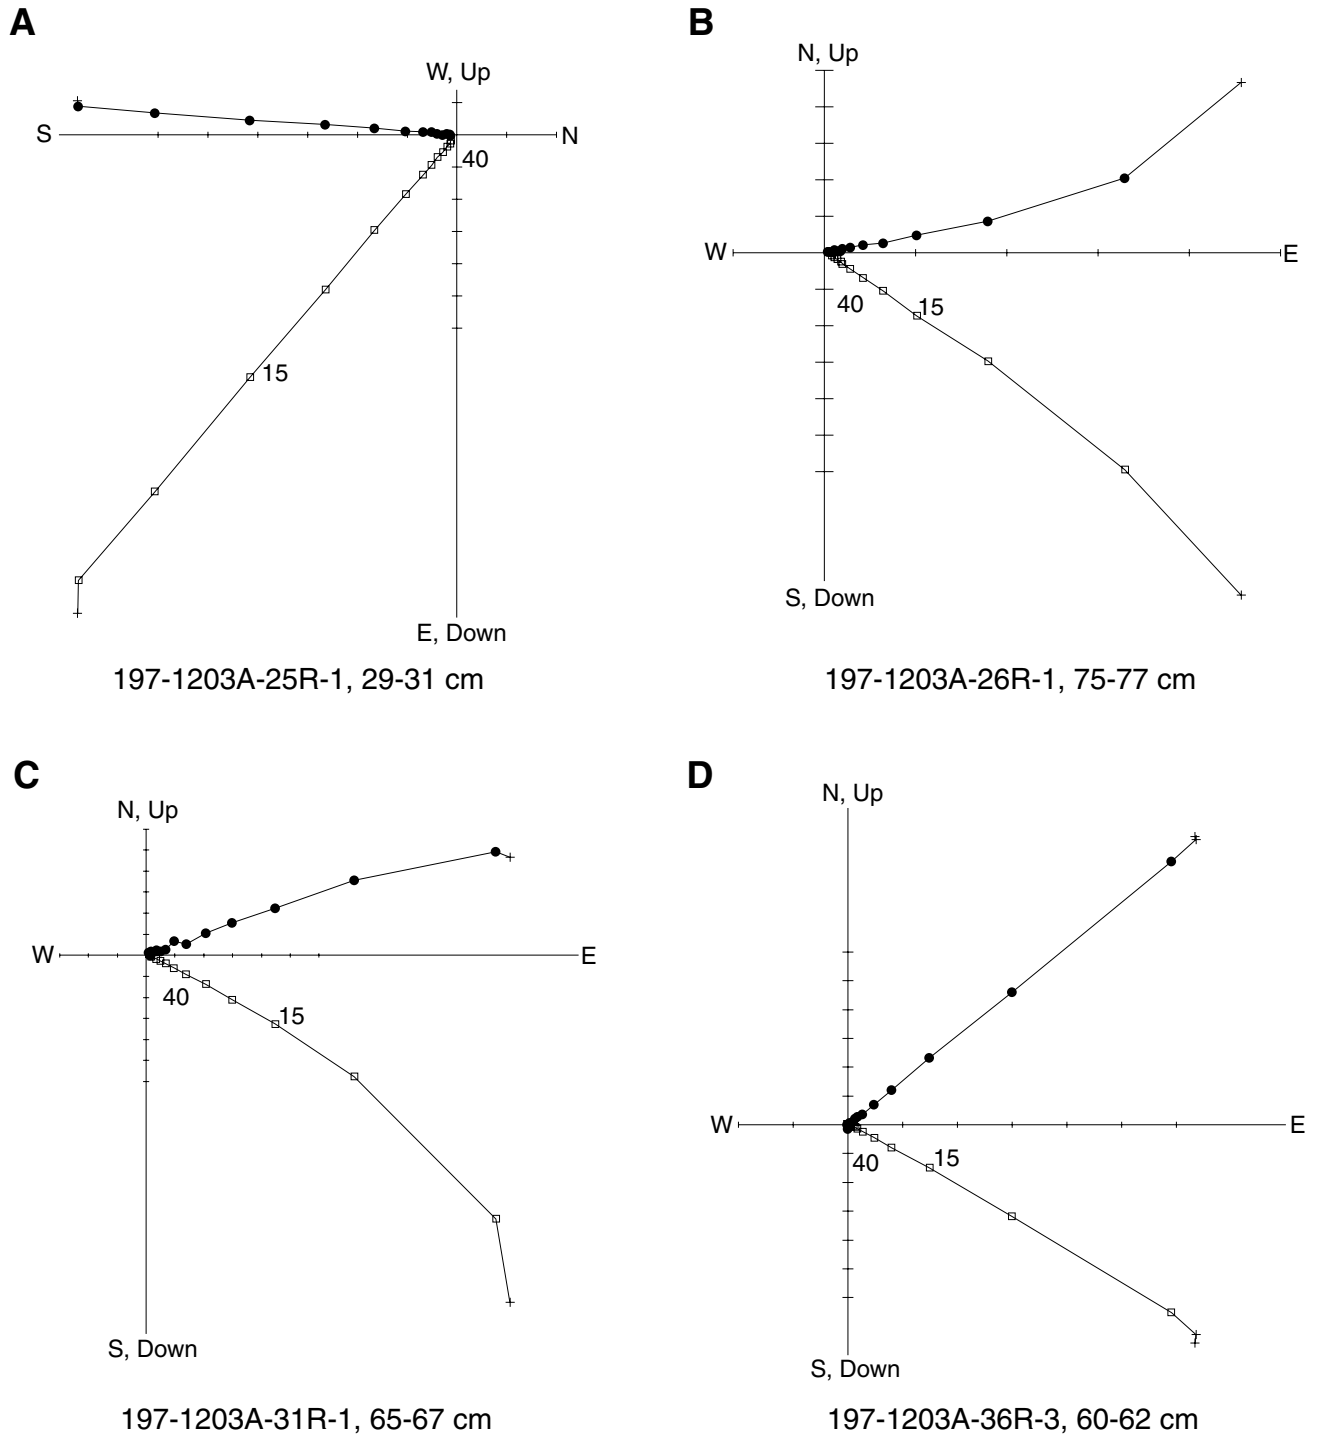 A
W, Up
S
N
40
15
E, Down
197-1203A-25R-1, 29-31 cm
B
N, Up
W
E
40
15
S, Down
197-1203A-26R-1, 75-77 cm
C
N, Up
W
E
40
15
S, Down
197-1203A-31R-1, 65-67 cm
D
N, Up
W
E
40
15
S, Down
197-1203A-36R-3, 60-62 cm